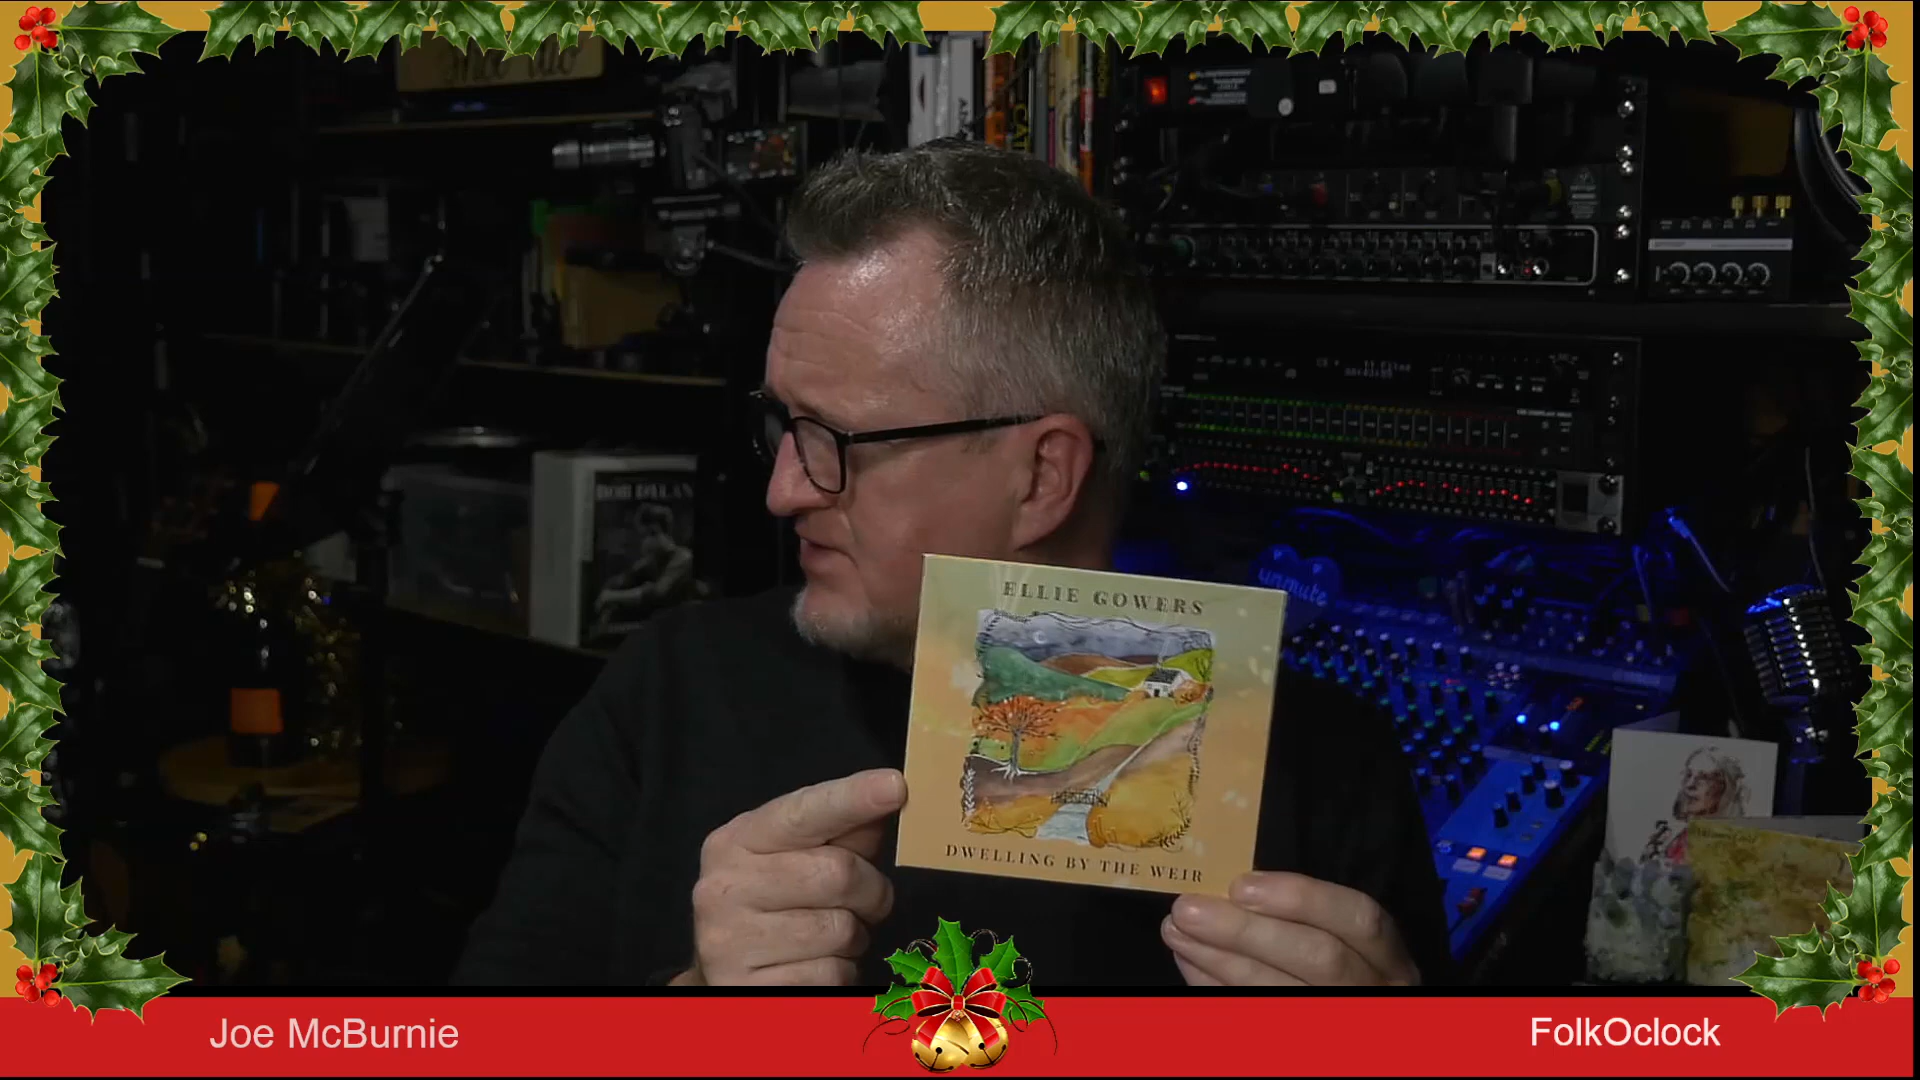 BOB DYLAN
unmute
ELLIE GOWERS
DWELLING BY THE WEIR
Joe McBurnie
FolkOclock